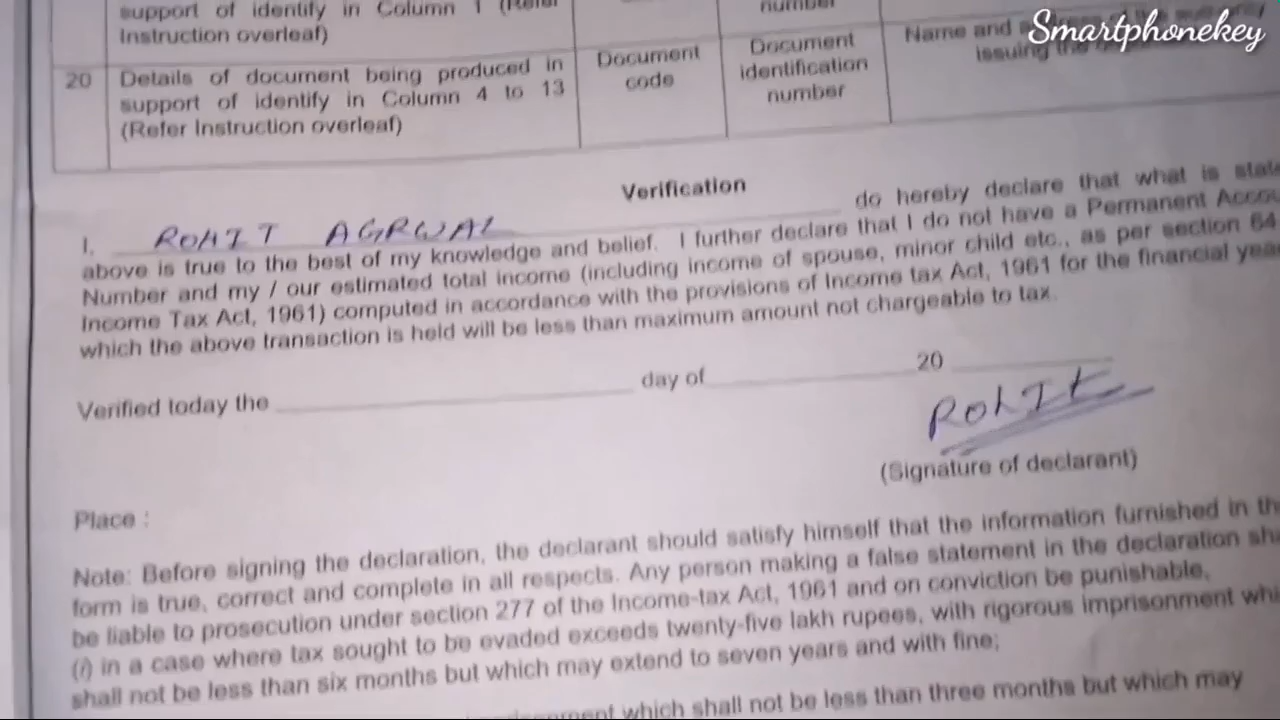 Smartphonekey
support of identify in Column 1 (Refer
Instruction overleaf)
number
20 Details of document being produced in
support of identify in Column 4 to 13
(Refer Instruction overleaf)
Document
code
Document
identification
number
Name and
issuing the
Verification
I, ROHIT AGRWAL do hereby declare that what is state
above is true to the best of my knowledge and belief. I further declare that I do not have a Permanent Accou
Number and my / our estimated total income (including income of spouse, minor child etc., as per section 64
Income Tax Act, 1961) computed in accordance with the provisions of Income tax Act, 1961 for the financial year
which the above transaction is held will be less than maximum amount not chargeable to tax.
Verified today the day of 20
RohIt
(Signature of declarant)
Place :
Note: Before signing the declaration, the declarant should satisfy himself that the information furnished in th
form is true, correct and complete in all respects. Any person making a false statement in the declaration sha
be liable to prosecution under section 277 of the Income-tax Act, 1961 and on conviction be punishable,
(i) in a case where tax sought to be evaded exceeds twenty-five lakh rupees, with rigorous imprisonment whi
shall not be less than six months but which may extend to seven years and with fine;
which shall not be less than three months but which may